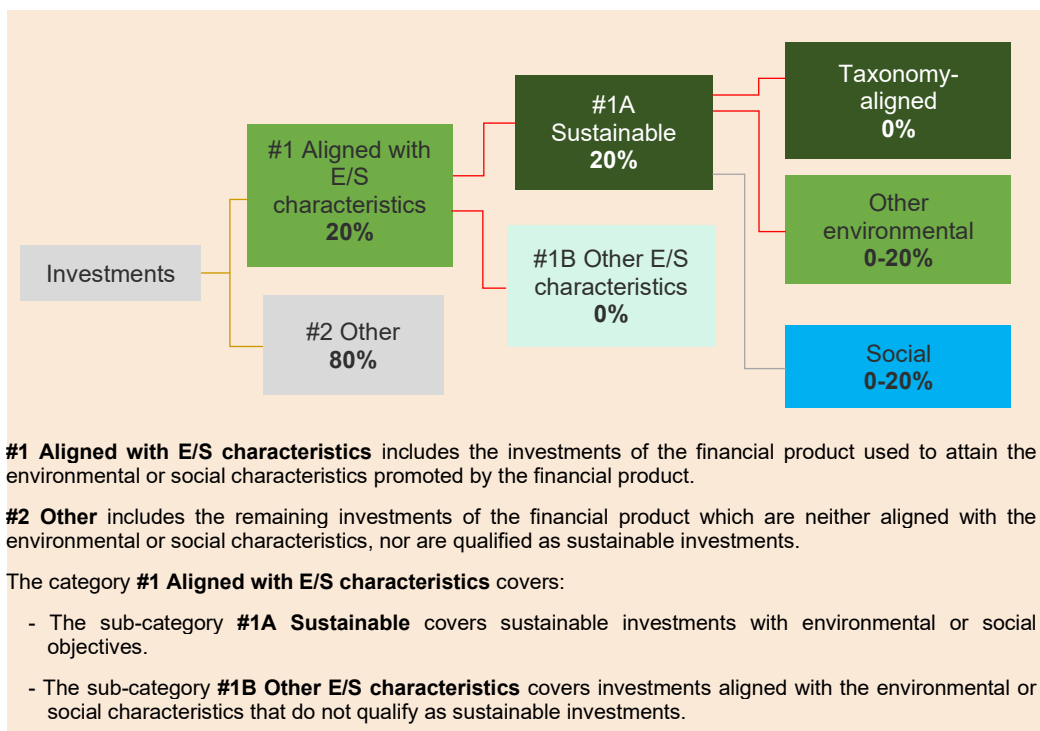 Investments
#1 Aligned with
E/S
characteristics
20%
#2 Other
80%
#1A
Sustainable
20%
#1B Other E/S
characteristics
0%
Taxonomy-
aligned
0%
Other
environmental
0-20%
Social
0-20%
#1 Aligned with E/S characteristics includes the investments of the financial product used to attain the
environmental or social characteristics promoted by the financial product.
#2 Other includes the remaining investments of the financial product which are neither aligned with the
environmental or social characteristics, nor are qualified as sustainable investments.
The category #1 Aligned with E/S characteristics covers:
- The sub-category #1A Sustainable covers sustainable investments with environmental or social
objectives.
- The sub-category #1B Other E/S characteristics covers investments aligned with the environmental or
social characteristics that do not qualify as sustainable investments.